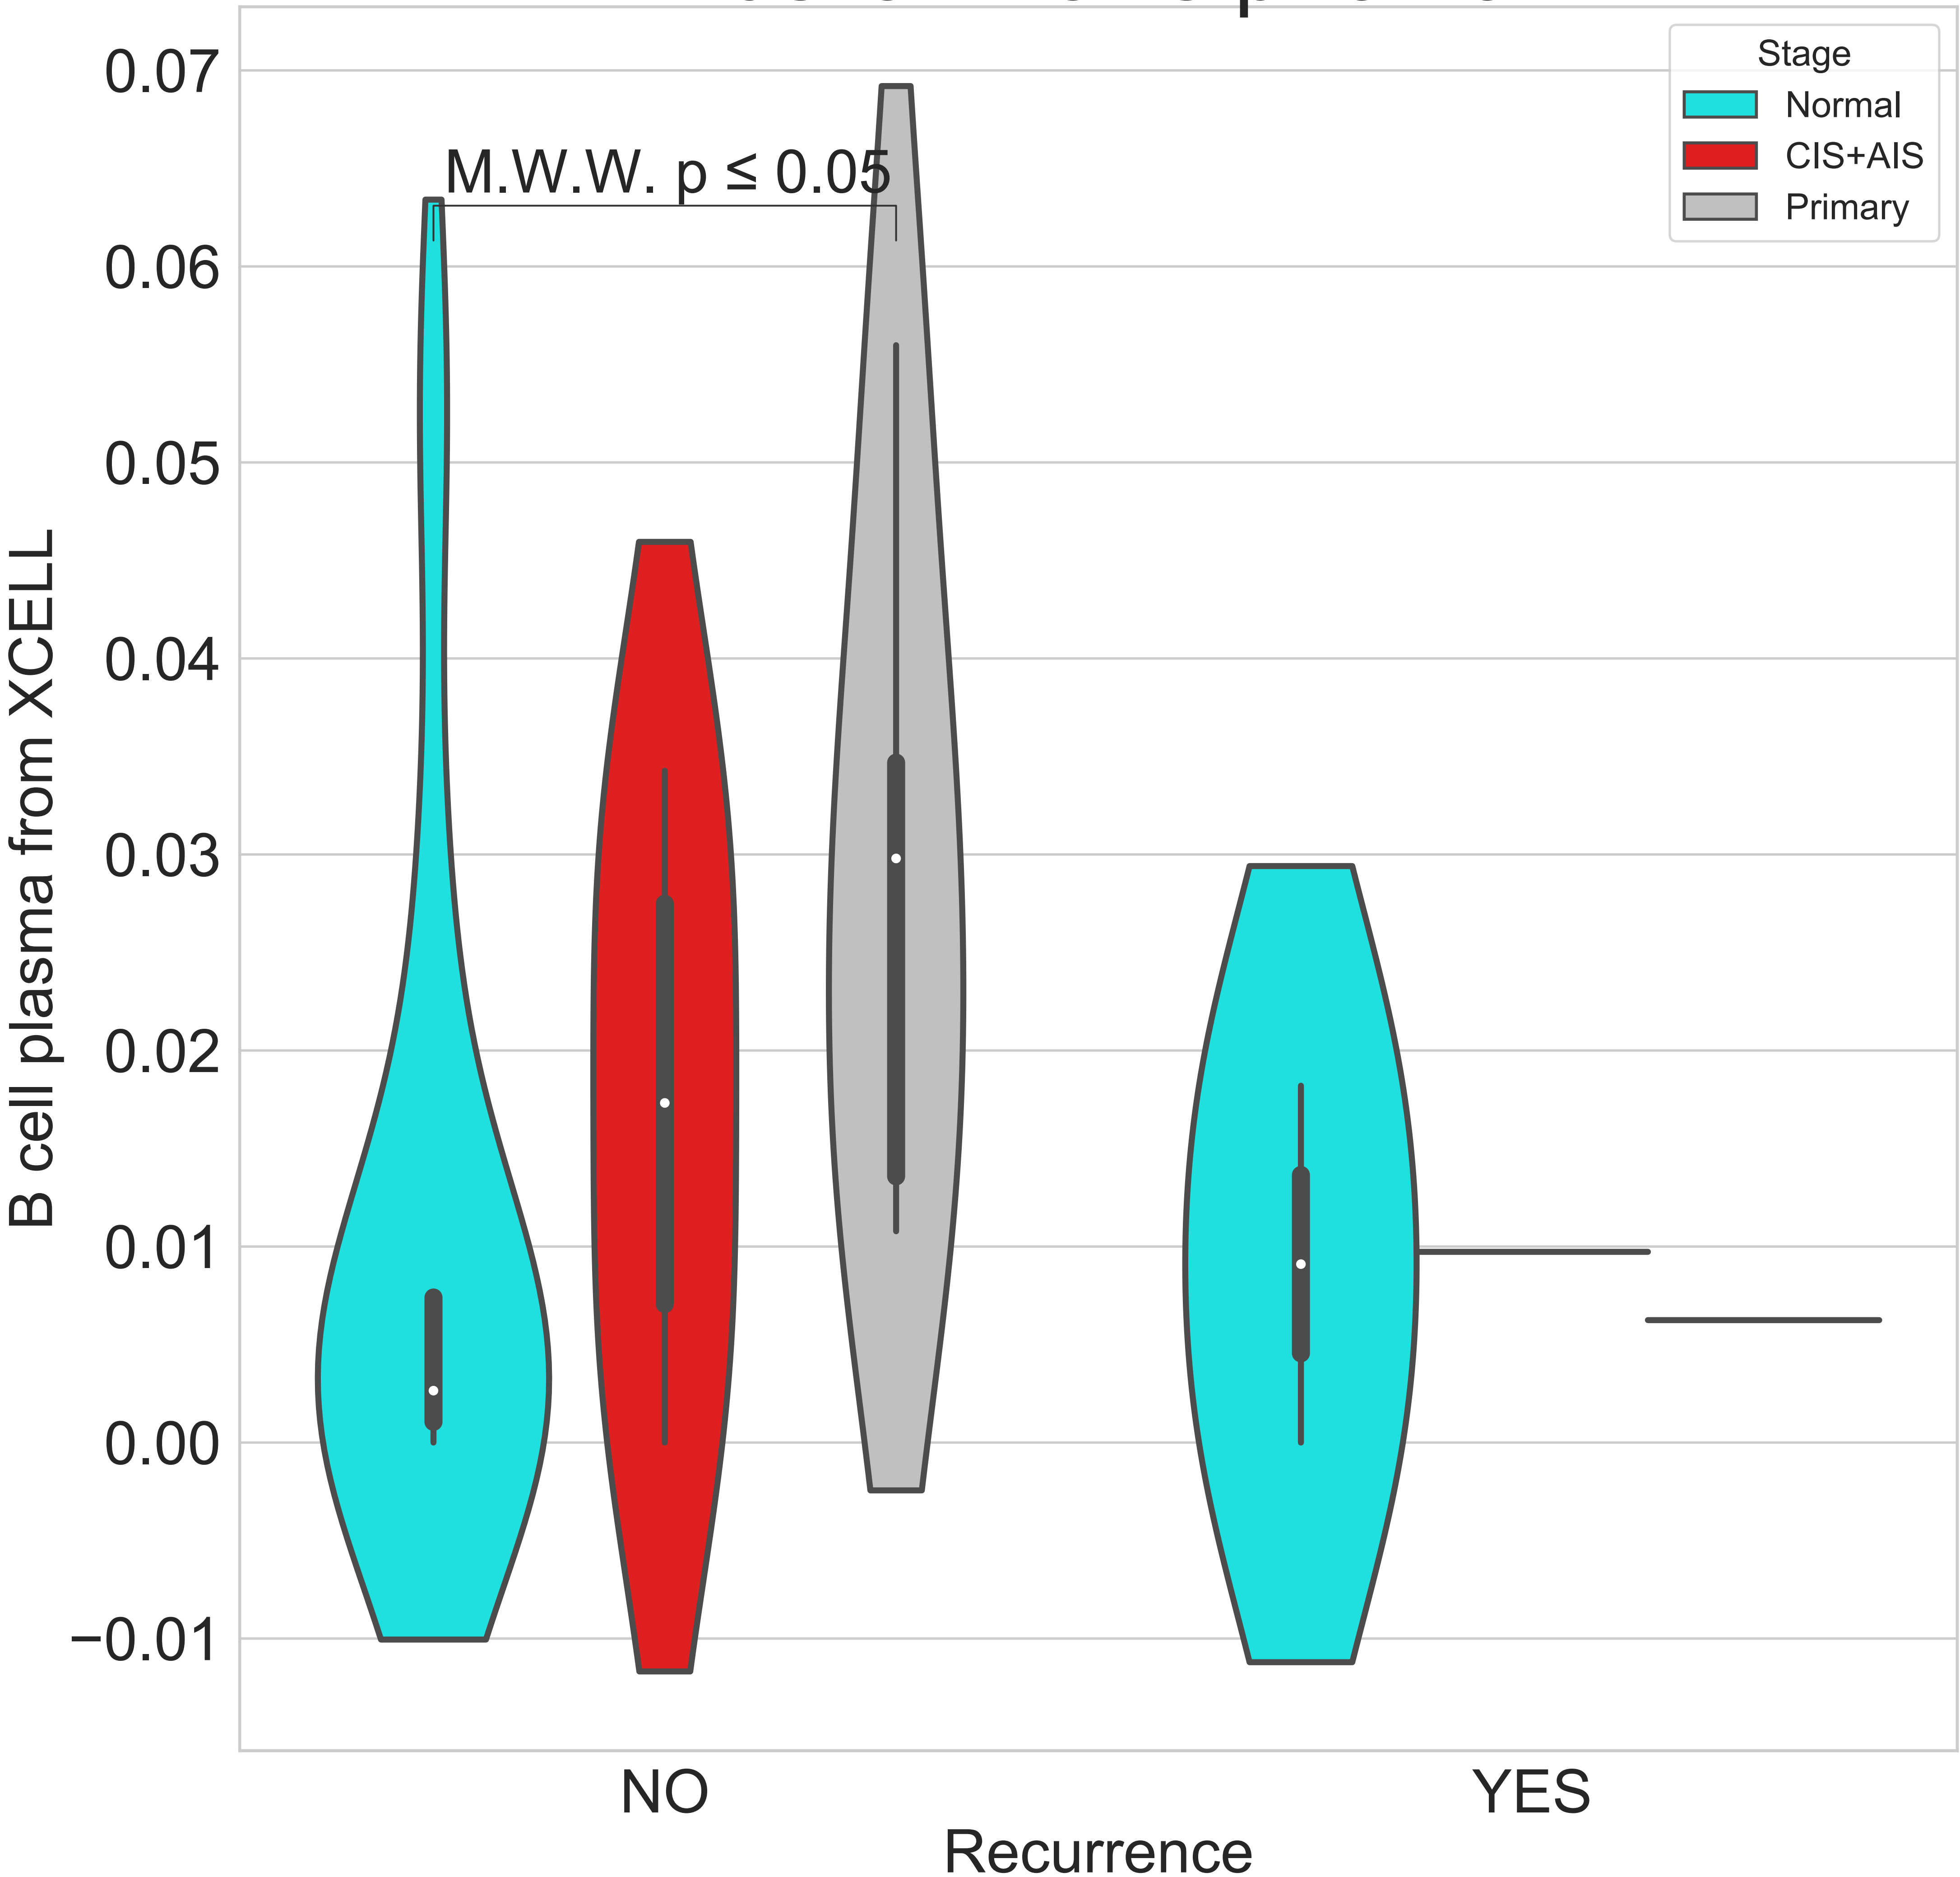 Stage
Normal
CIS+AIS
Primary
M.W.W. p ≤ 0.05
0.07
0.06
0.05
0.04
0.03
0.02
0.01
0.00
−0.01
B cell plasma from XCELL
NO
YES
Recurrence